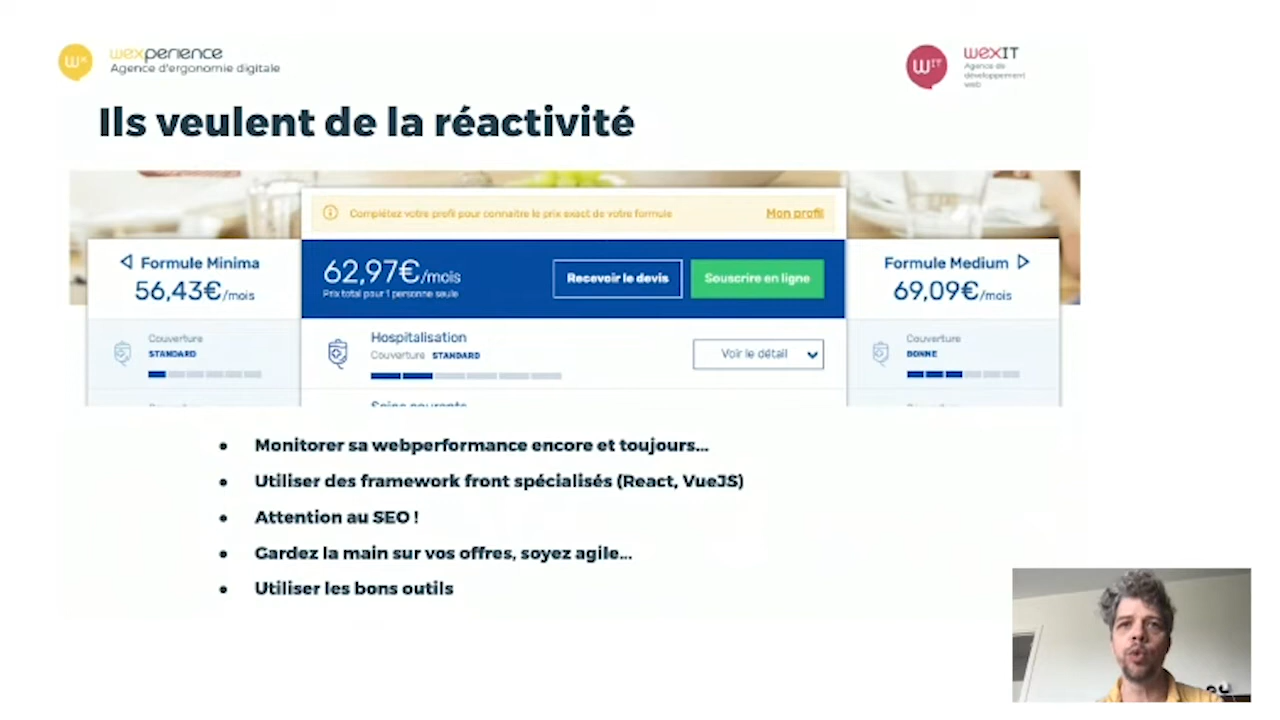 wexperience
Agence d'ergonomie digitale
wexIT
Agence de
développement
web
Ils veulent de la réactivité
Complétez votre profil pour connaitre le prix exact de votre formule
Mon profil
Formule Minima
56,43€/mois
62,97€/mois
Prix total pour 1 personne seule
Recevoir le devis
Souscrire en ligne
Formule Medium
69,09€/mois
Couverture
STANDARD
Hospitalisation
Couverture STANDARD
Voir le détail
Couverture
BONNE
• Monitorer sa webperformance encore et toujours...
• Utiliser des framework front spécialisés (React, VueJS)
• Attention au SEO !
• Gardez la main sur vos offres, soyez agile...
• Utiliser les bons outils